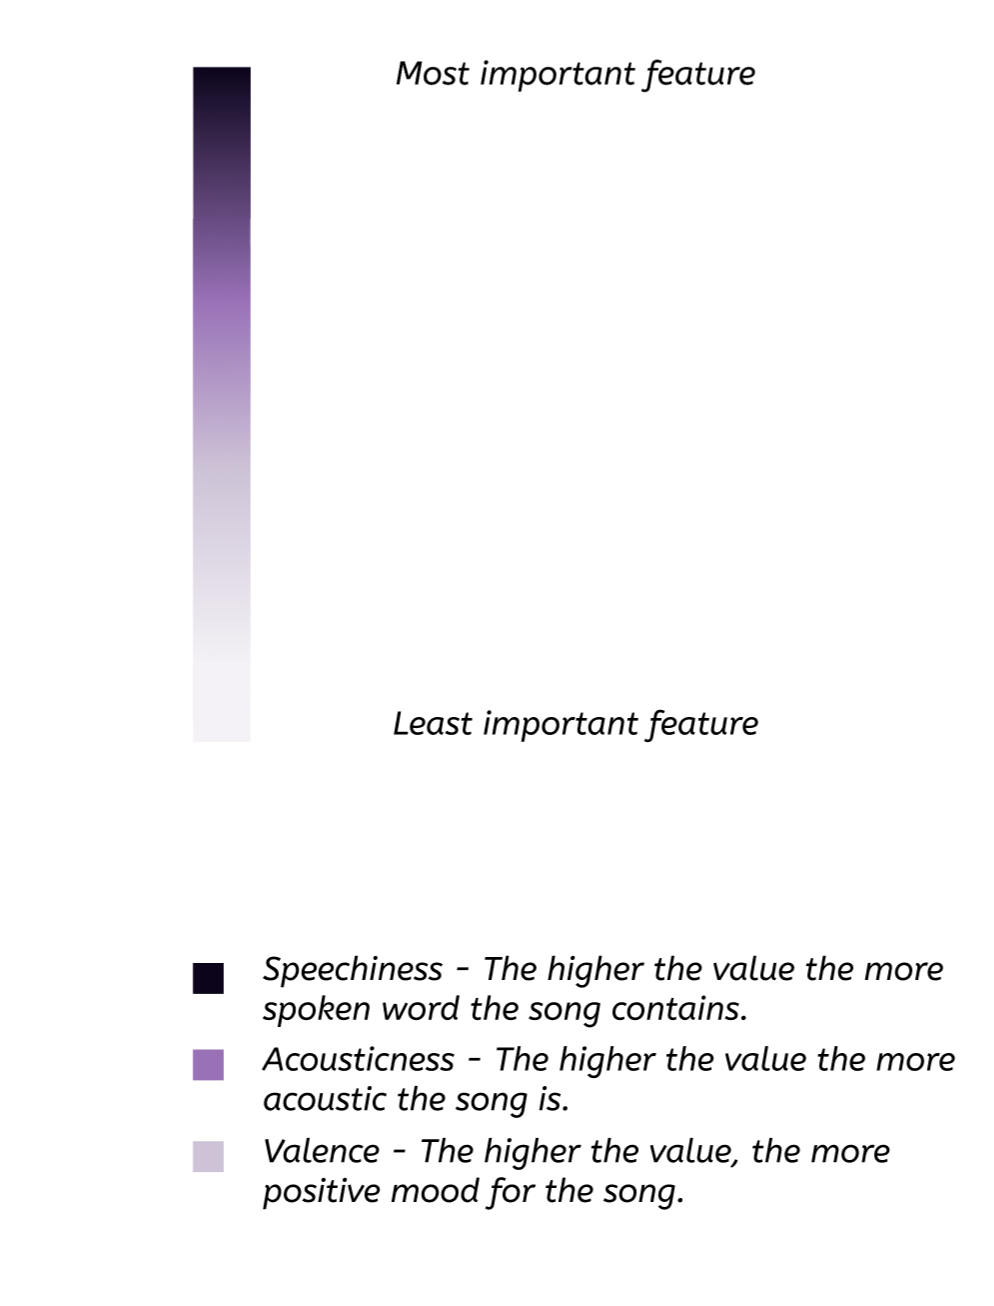 Most important feature
Least important feature
Speechiness - The higher the value the more
spoken word the song contains.
Acousticness - The higher the value the more
acoustic the song is.
Valence - The higher the value, the more
positive mood for the song.